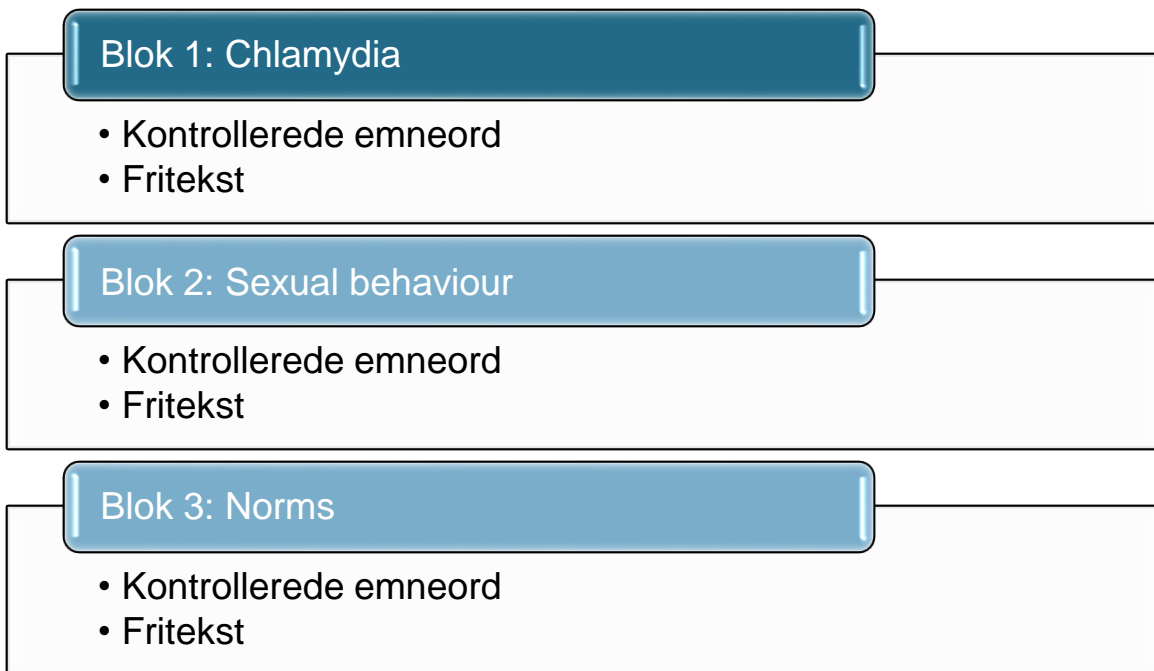 Blok 1: Chlamydia
• Kontrollerede emneord
• Fritekst
Blok 2: Sexual behaviour
• Kontrollerede emneord
• Fritekst
Blok 3: Norms
• Kontrollerede emneord
• Fritekst